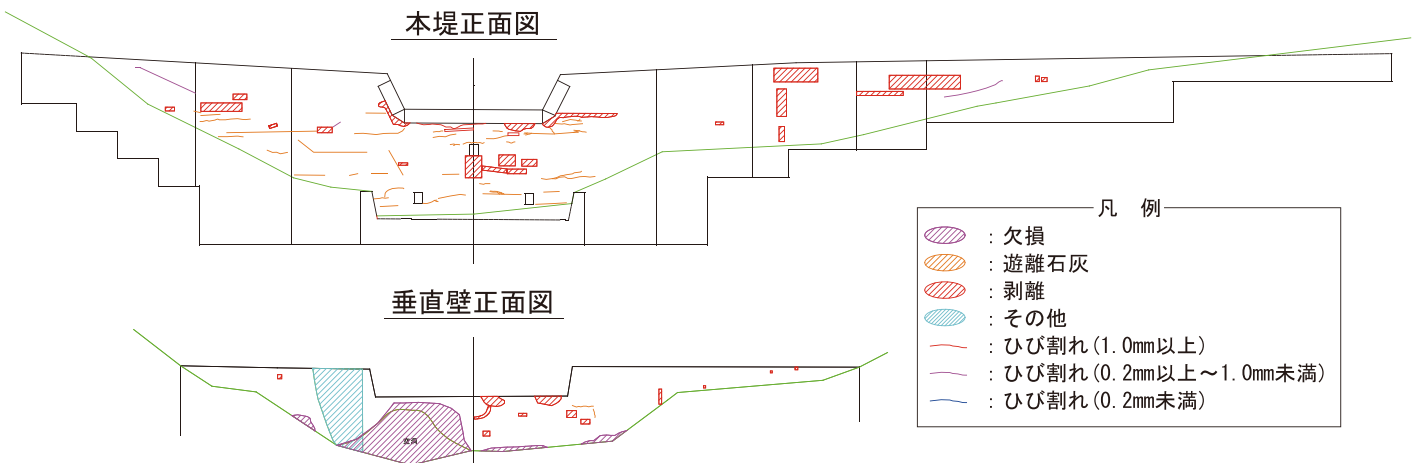 本堤正面図
垂直壁正面図
凡 例
：欠損
：遊離石灰
：剥離
：その他
：ひび割れ(1.0mm以上)
：ひび割れ(0.2mm以上～1.0mm未満)
：ひび割れ(0.2mm未満)